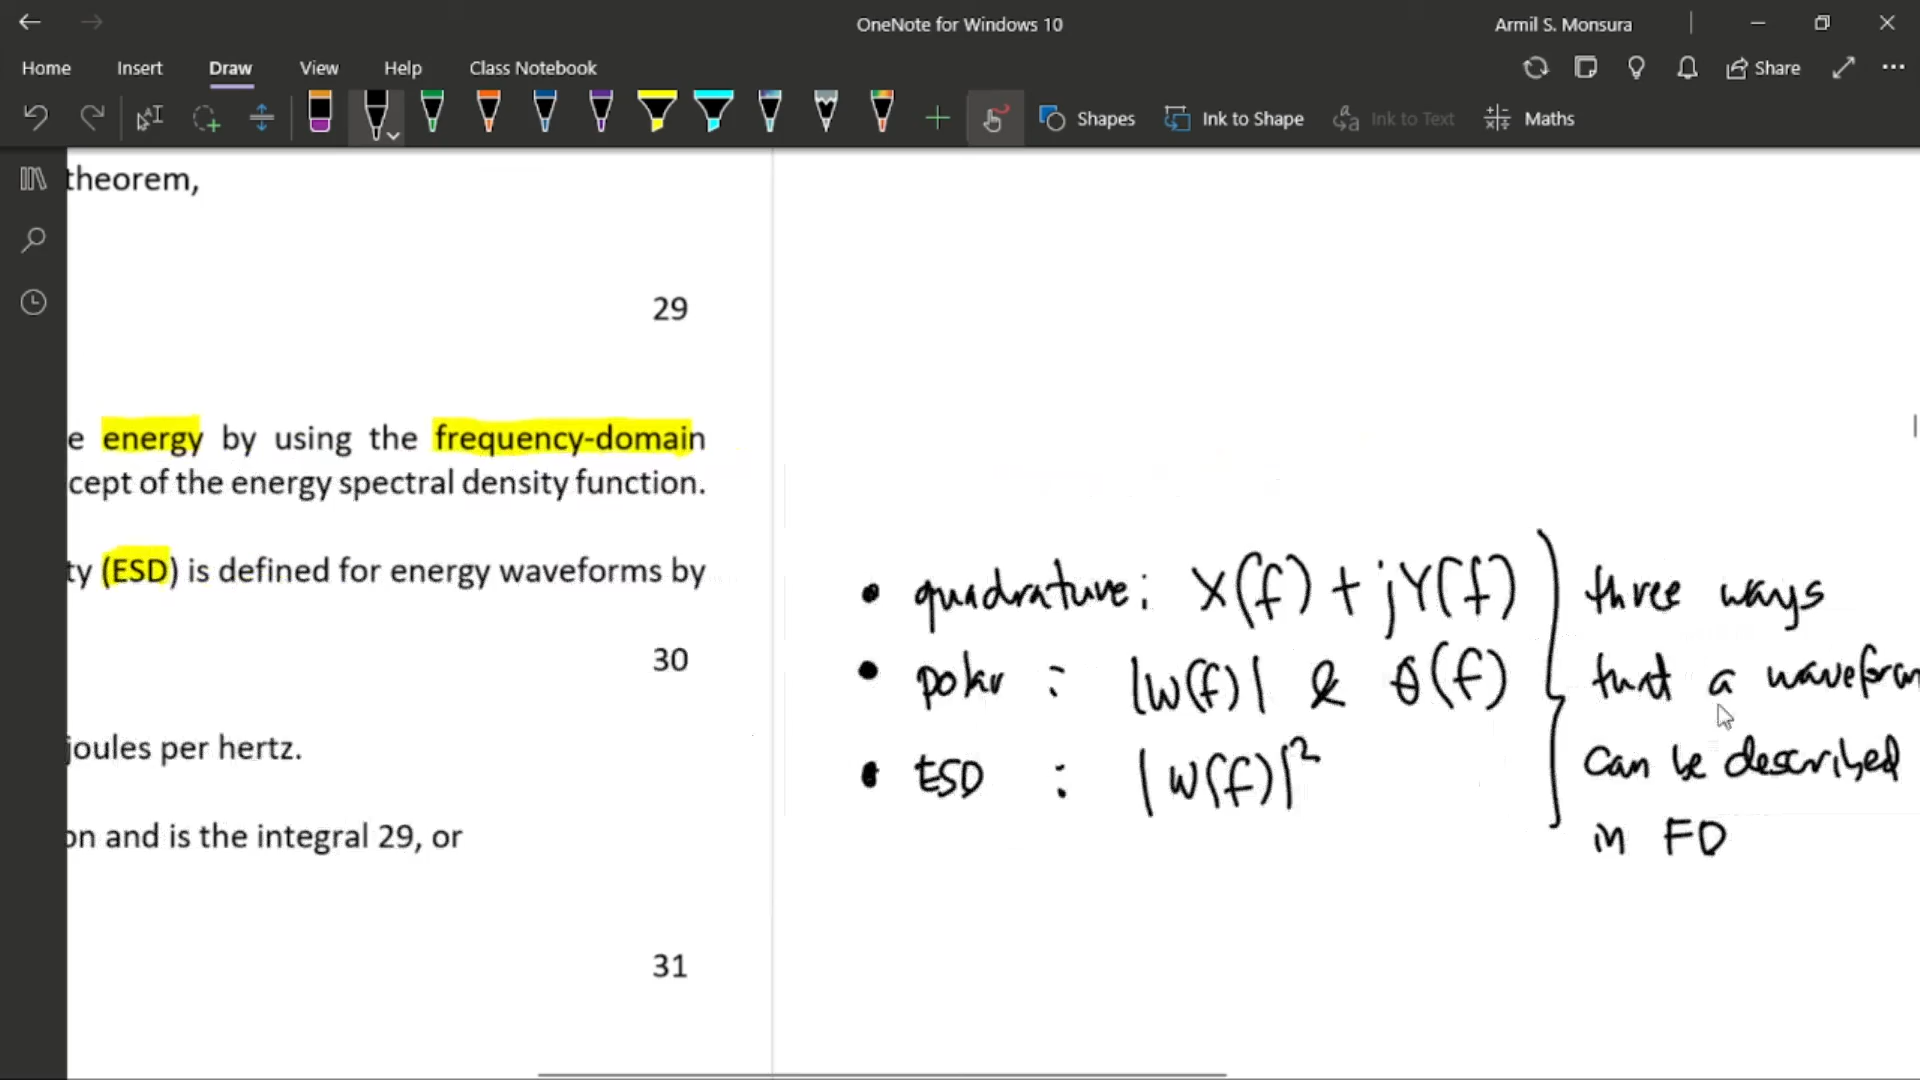 OneNote for Windows 10
Armil S. Monsura
Home Insert Draw View Help Class Notebook
Share
Shapes Ink to Shape Ink to Text Maths
theorem,
29
e energy by using the frequency-domain
cept of the energy spectral density function.
ty (ESD) is defined for energy waveforms by
30
joules per hertz.
on and is the integral 29, or
31
• quadrature: X(f) + jY(f)
• polar : |W(f)| & θ(f)
• ESD : |W(f)|²
three ways
that a waveform
can be described
in FD